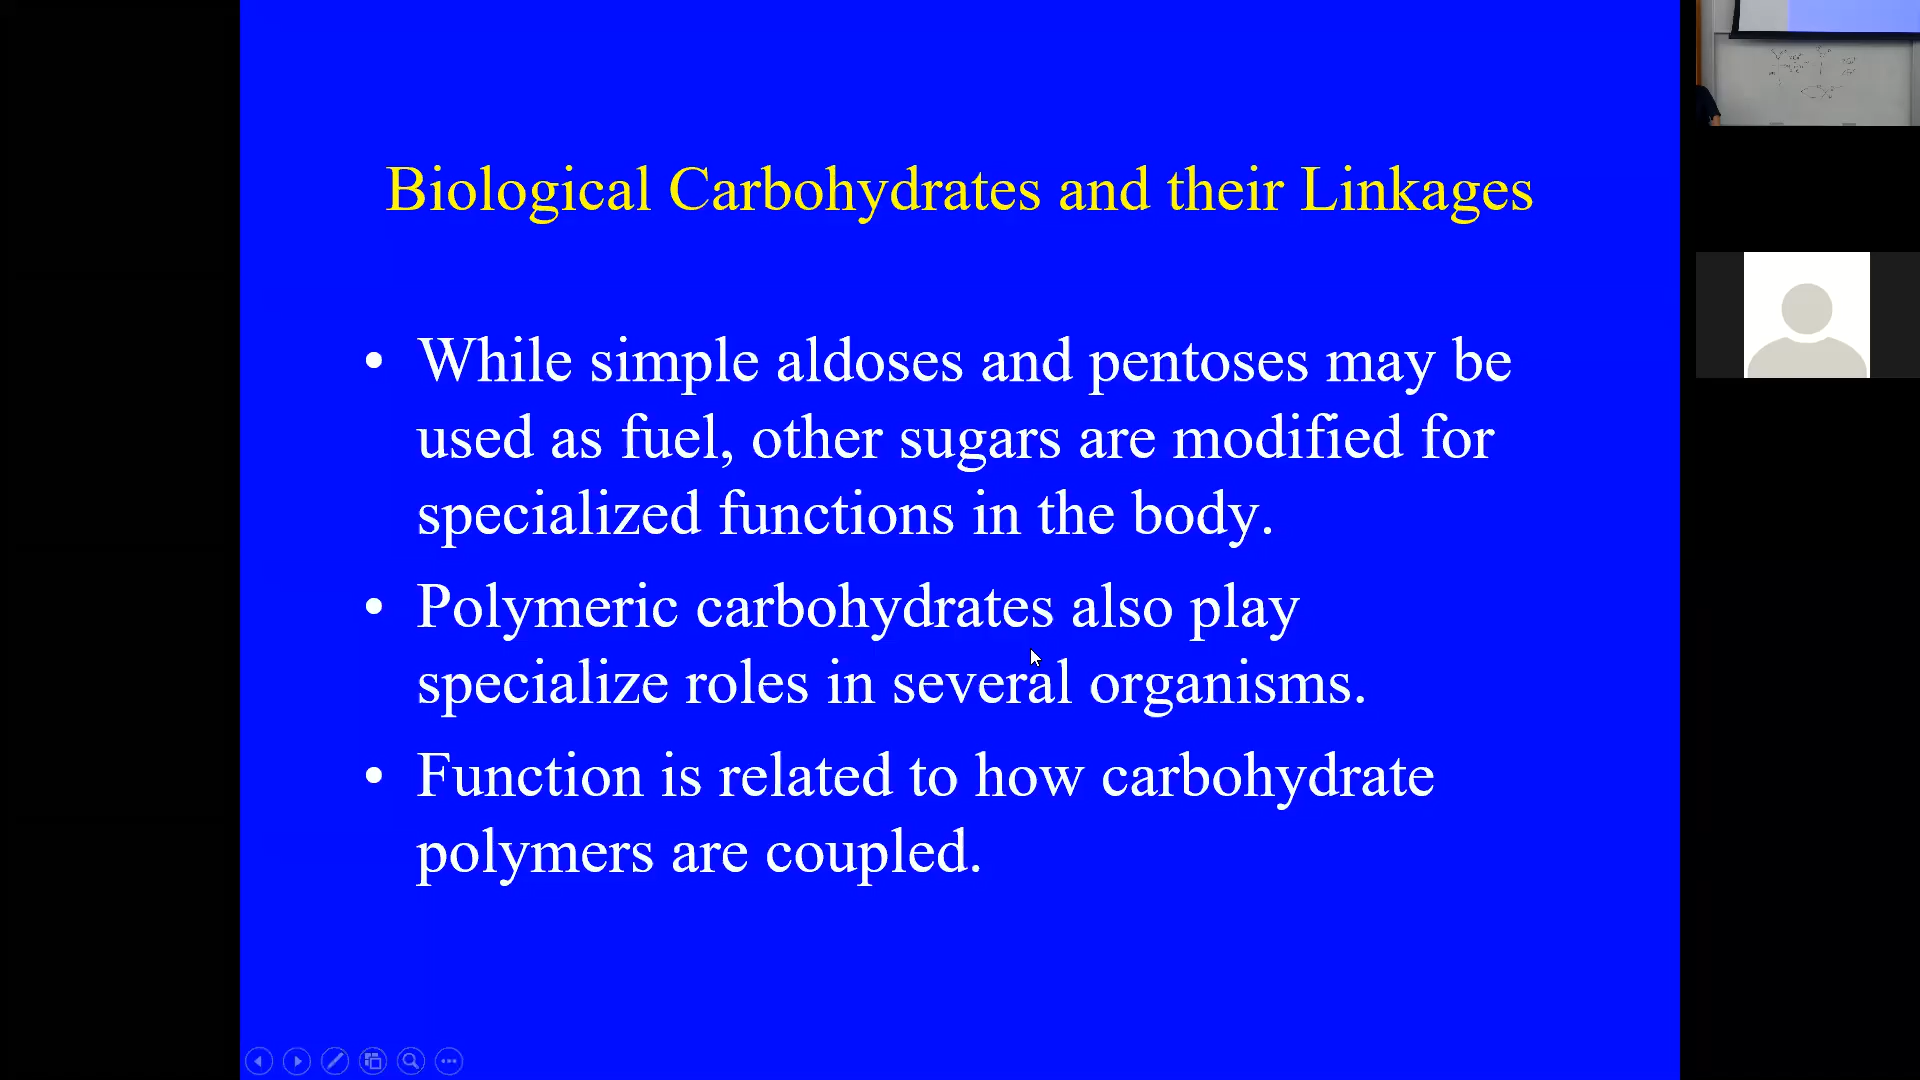 Biological Carbohydrates and their Linkages
• While simple aldoses and pentoses may be
used as fuel, other sugars are modified for
specialized functions in the body.
• Polymeric carbohydrates also play
specialize roles in several organisms.
• Function is related to how carbohydrate
polymers are coupled.